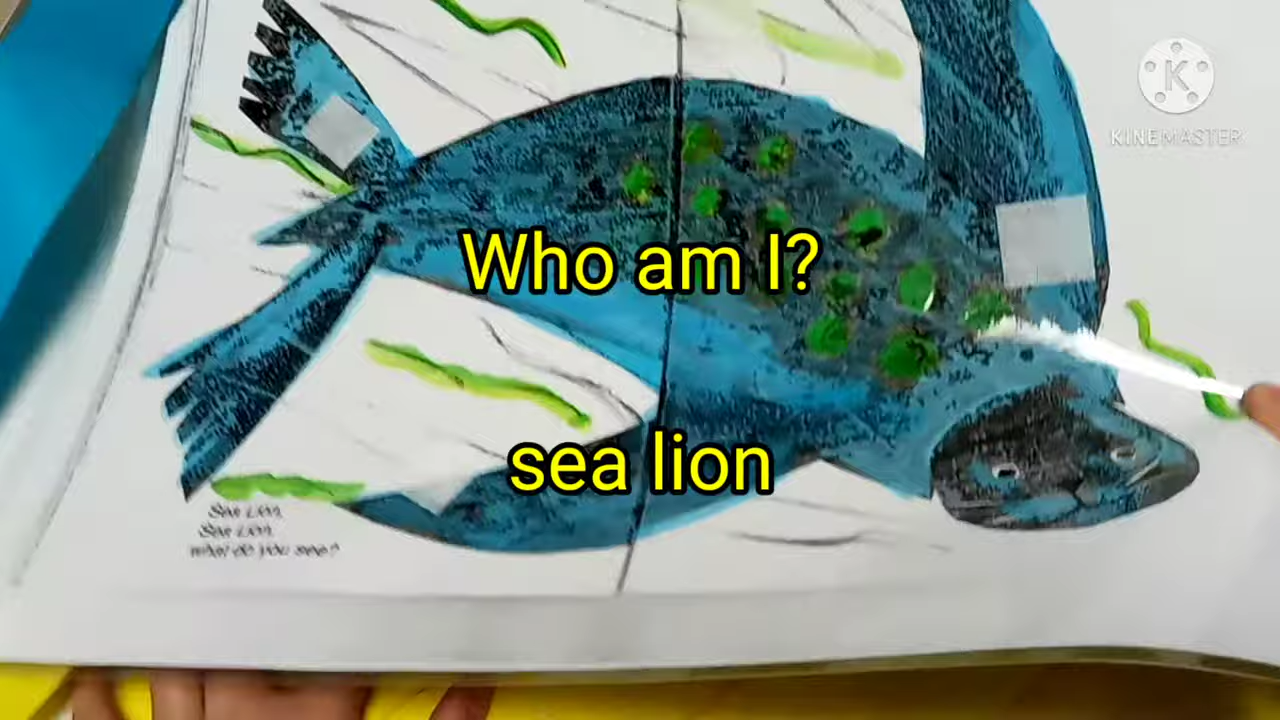 KINEMASTER
Who am I?
sea lion
Sea Lion,
Sea Lion,
what do you see?